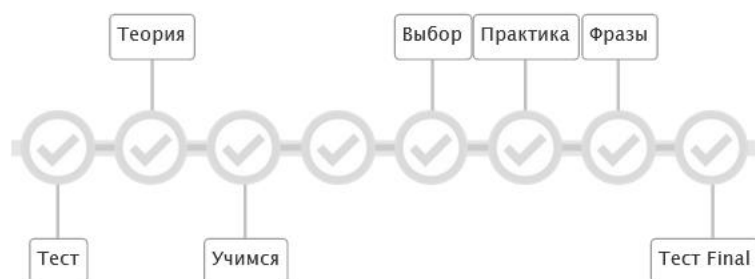 Теория
Выбор
Практика
Фразы
Тест
Учимся
Тест Final